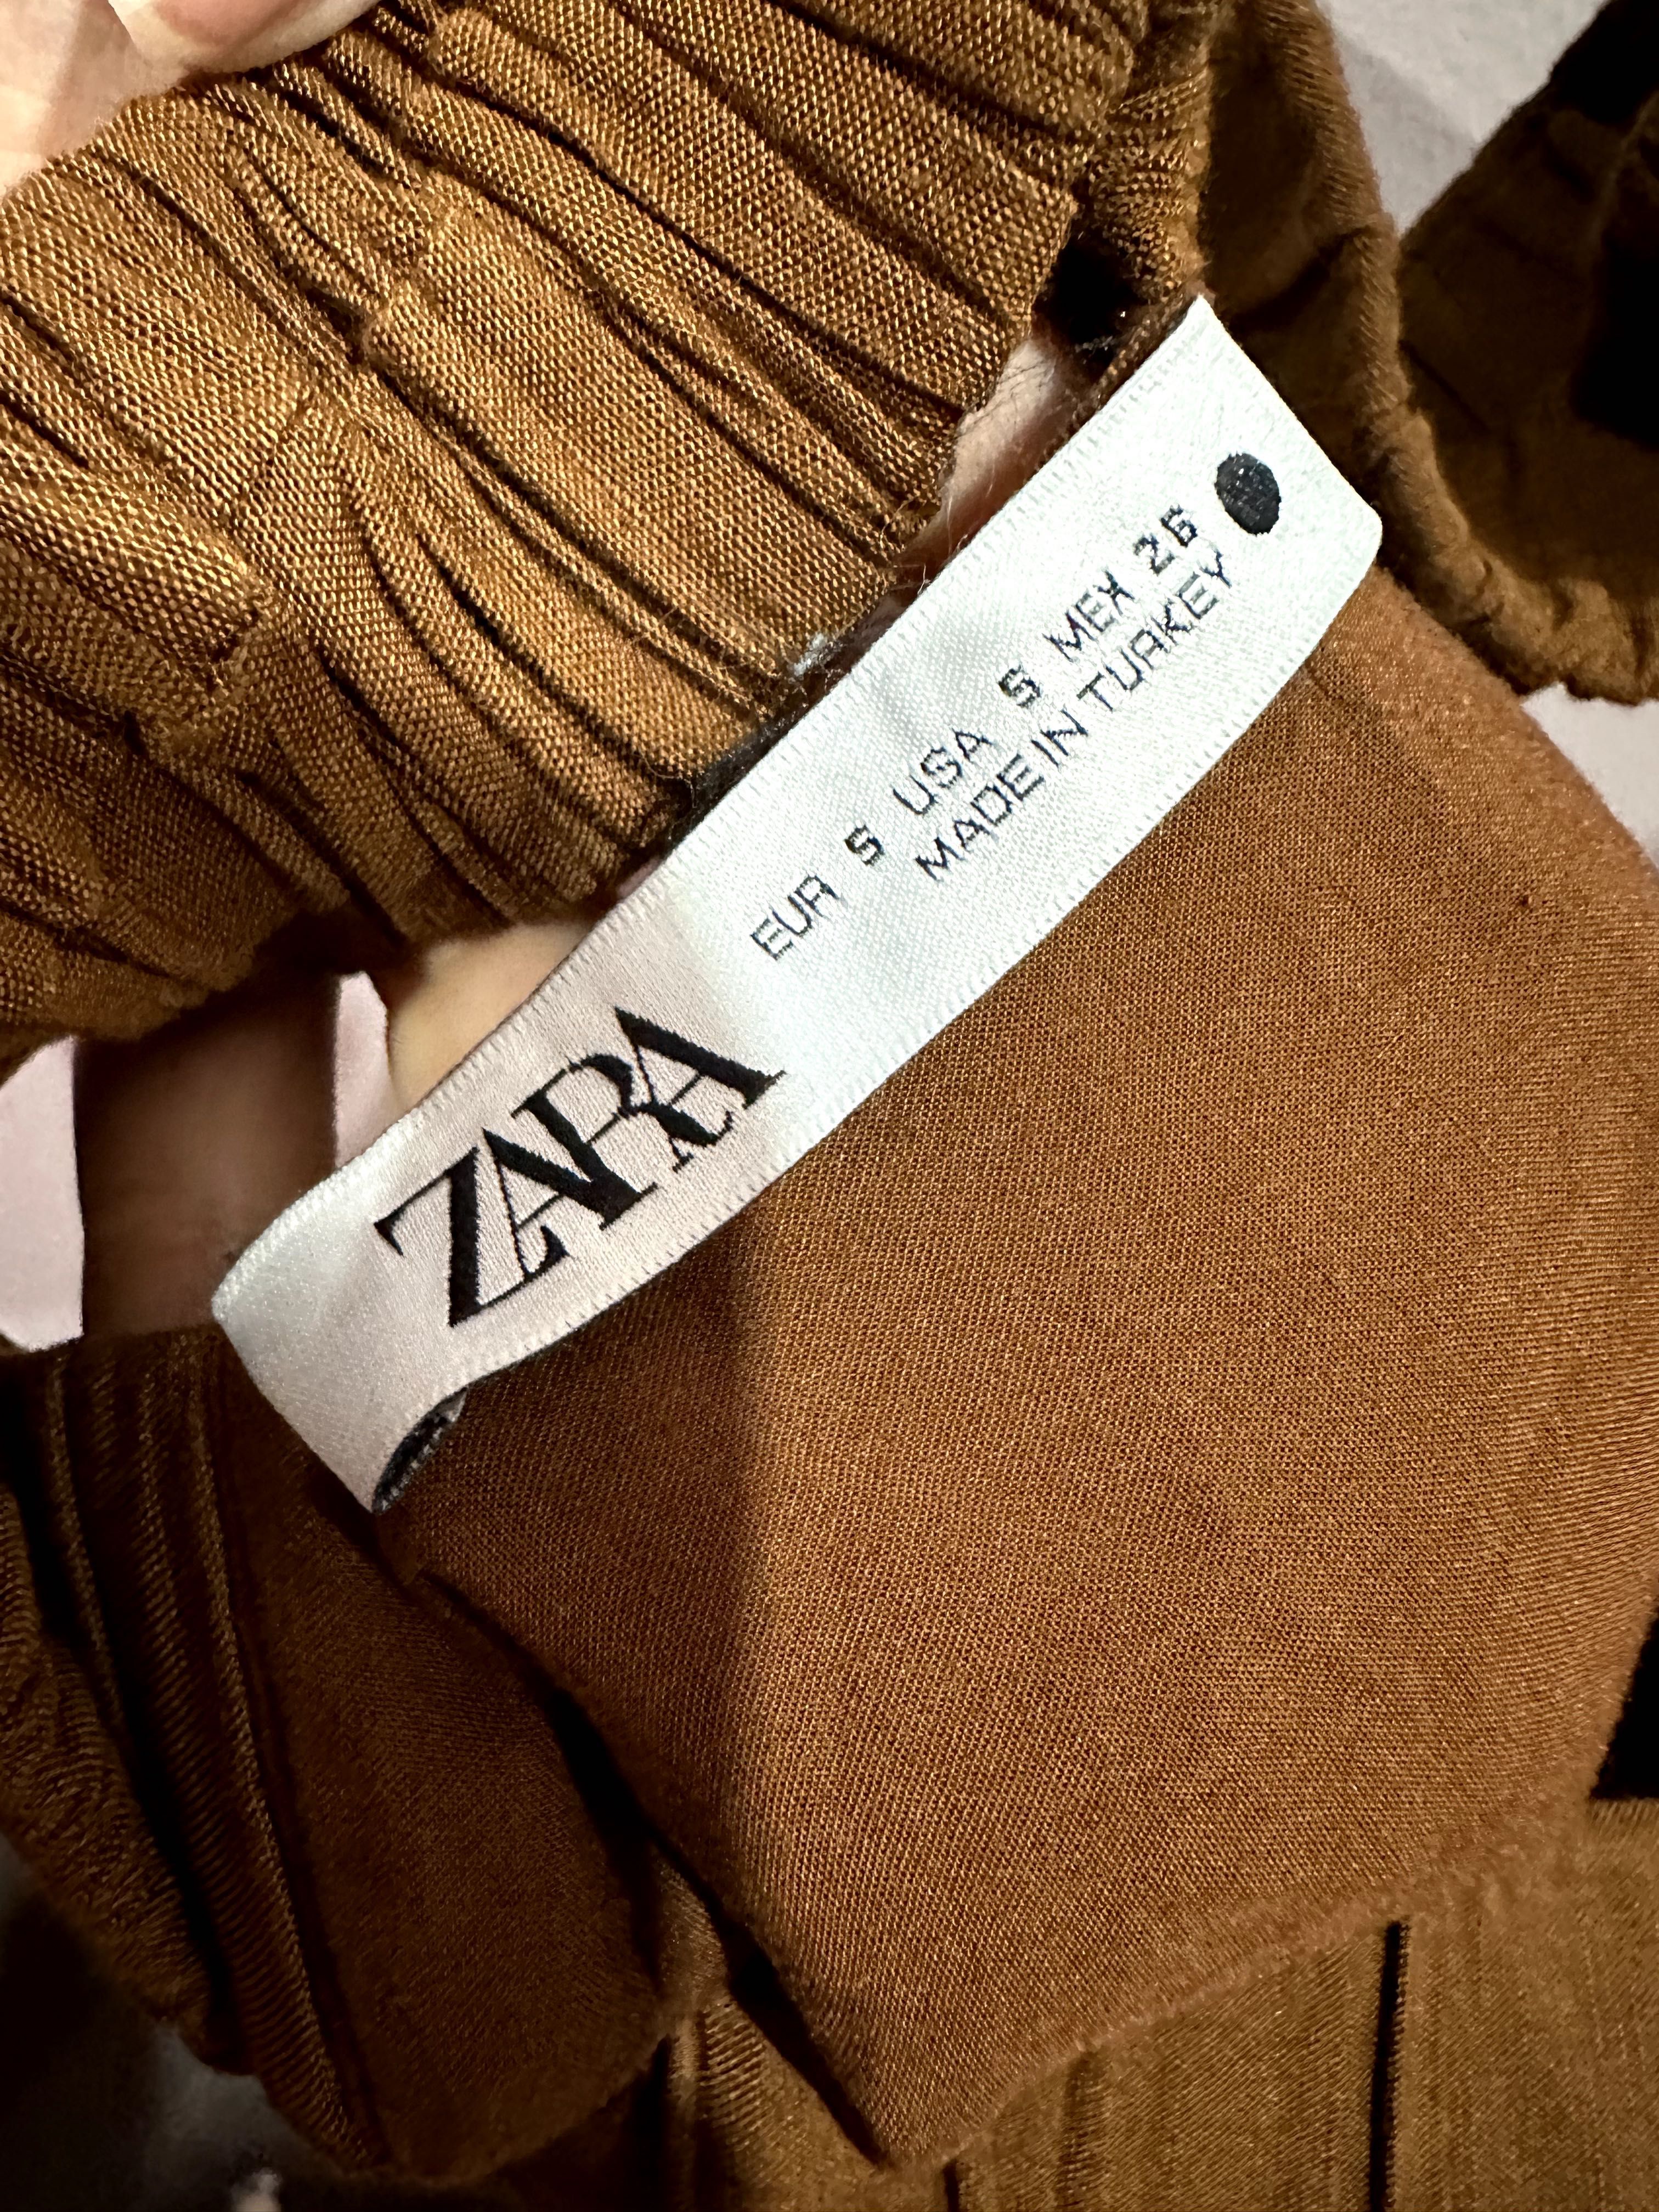 ZARA
EUR S USA S MEX 26
MADE IN TURKEY